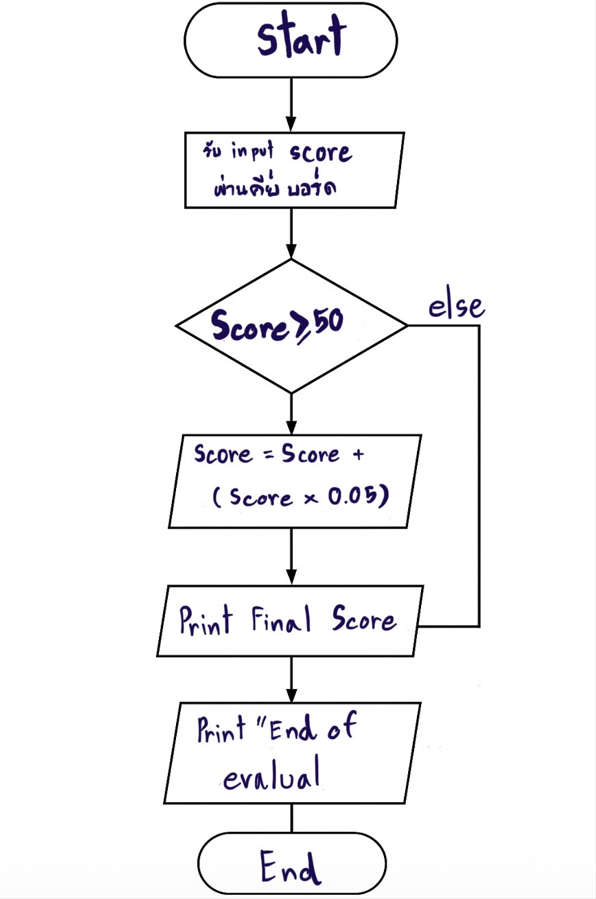 Start
รับ input score
ผ่านคีย์ บอร์ด
Score ≥ 50
else
Score = Score +
(Score × 0.05)
Print Final Score
Print "End of
evalual
End